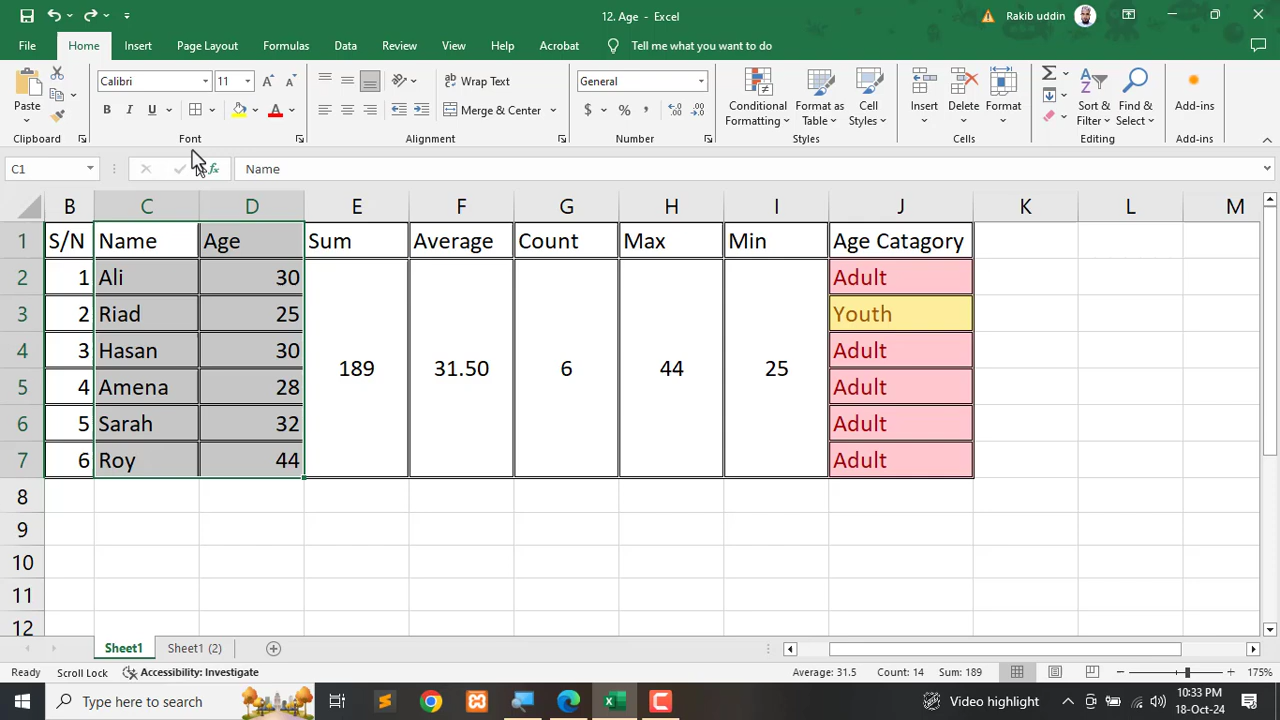 12. Age - Excel
Rakib uddin
File Home Insert Page Layout Formulas Data Review View Help Acrobat Tell me what you want to do
Paste
Clipboard
Calibri 11
B I U A
Font
Wrap Text
Merge & Center
Alignment
General
$ % ,
Number
Conditional Formatting
Format as Table
Cell Styles
Styles
Insert Delete Format
Cells
Sort & Filter
Find & Select
Editing
Add-ins
Add-ins
C1 fx Name
B C D E F G H I J K L M
1 S/N Name Age Sum Average Count Max Min Age Catagory
2 1 Ali 30 Adult
3 2 Riad 25 Youth
4 3 Hasan 30 Adult
189 31.50 6 44 25
5 4 Amena 28 Adult
6 5 Sarah 32 Adult
7 6 Roy 44 Adult
8
9
10
11
12
Sheet1 Sheet1 (2)
Ready Scroll Lock Accessibility: Investigate Average: 31.5 Count: 14 Sum: 189 175%
Type here to search
Video highlight
10:33 PM
18-Oct-24